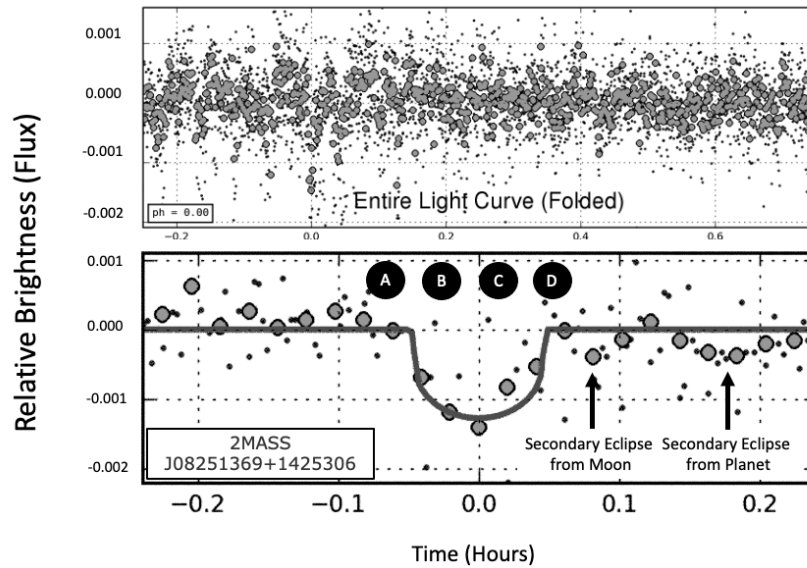 Relative Brightness (Flux)
0.001
0.000
-0.001
-0.002
Entire Light Curve (Folded)
ph = 0.00
−0.2
0.0
0.2
0.4
0.6
0.001
0.000
-0.001
-0.002
A B C D
2MASS
J08251369+1425306
Secondary Eclipse
from Moon
Secondary Eclipse
from Planet
−0.2
−0.1
0.0
0.1
0.2
Time (Hours)